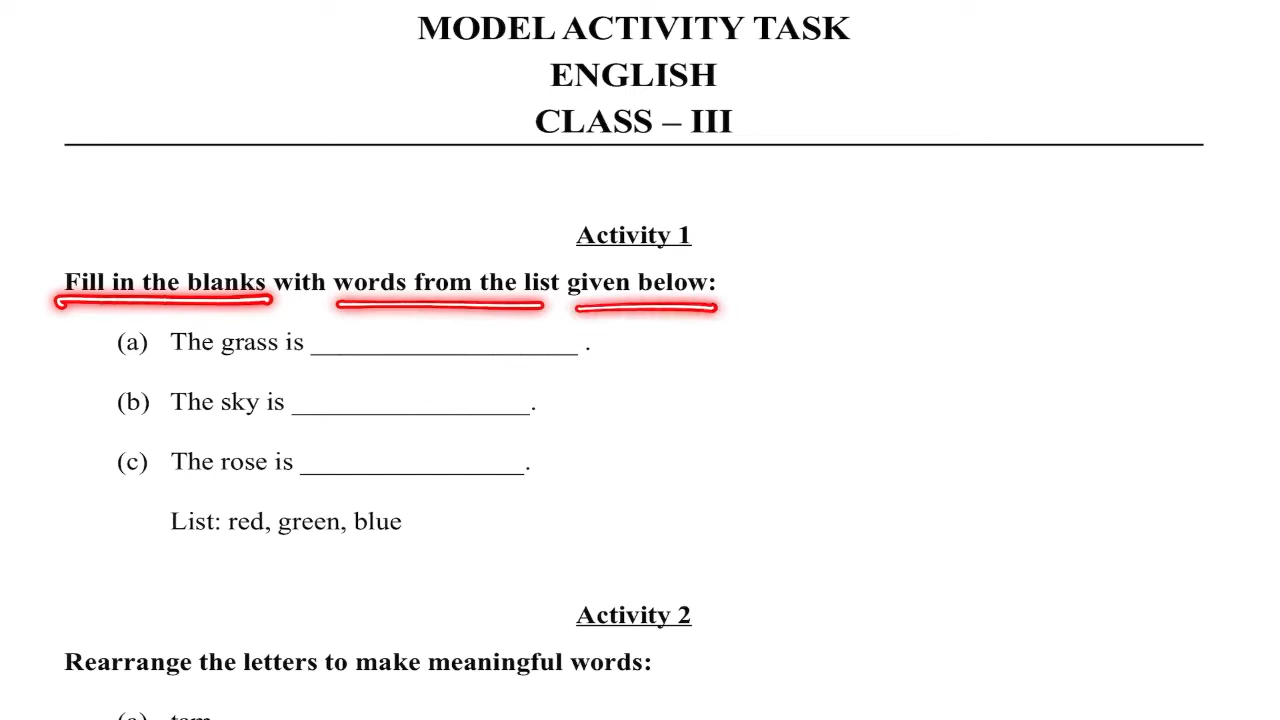 MODEL ACTIVITY TASK
ENGLISH
CLASS – III
Activity 1
Fill in the blanks with words from the list given below:
(a) The grass is ____________________ .
(b) The sky is __________________.
(c) The rose is _________________.
List: red, green, blue
Activity 2
Rearrange the letters to make meaningful words: